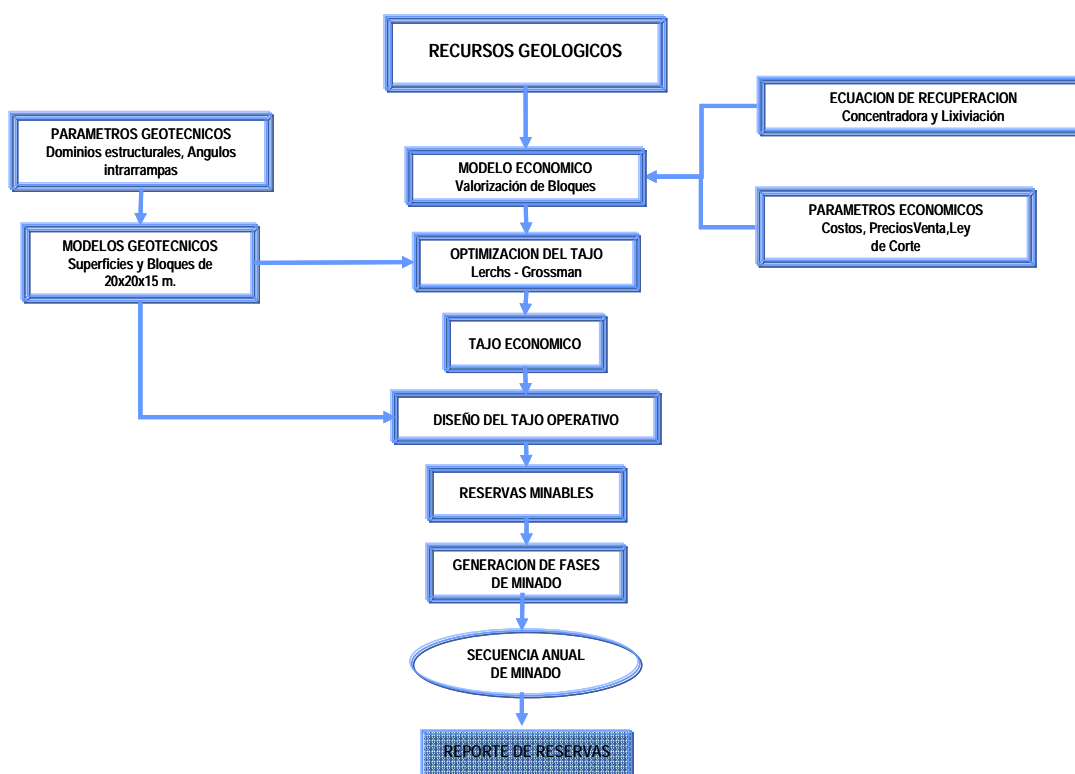 RECURSOS GEOLOGICOS
ECUACION DE RECUPERACION
Concentradora y Lixiviación
PARAMETROS GEOTECNICOS
Dominios estructurales, Angulos
intrarrampas
MODELO ECONOMICO
Valorización de Bloques
PARAMETROS ECONOMICOS
Costos, PreciosVenta,Ley
de Corte
MODELOS GEOTECNICOS
Superficies y Bloques de
20x20x15 m.
OPTIMIZACION DEL TAJO
Lerchs - Grossman
TAJO ECONOMICO
DISEÑO DEL TAJO OPERATIVO
RESERVAS MINABLES
GENERACION DE FASES
DE MINADO
SECUENCIA ANUAL
DE MINADO
REPORTE DE RESERVAS